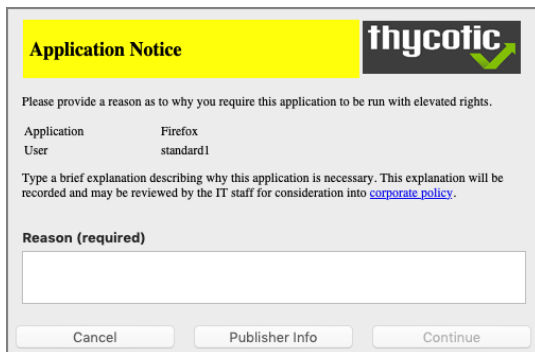 Application Notice
thycotic
Please provide a reason as to why you require this application to be run with elevated rights.
Application Firefox
User standard1
Type a brief explanation describing why this application is necessary. This explanation will be
recorded and may be reviewed by the IT staff for consideration into corporate policy.
Reason (required)
Cancel Publisher Info Continue